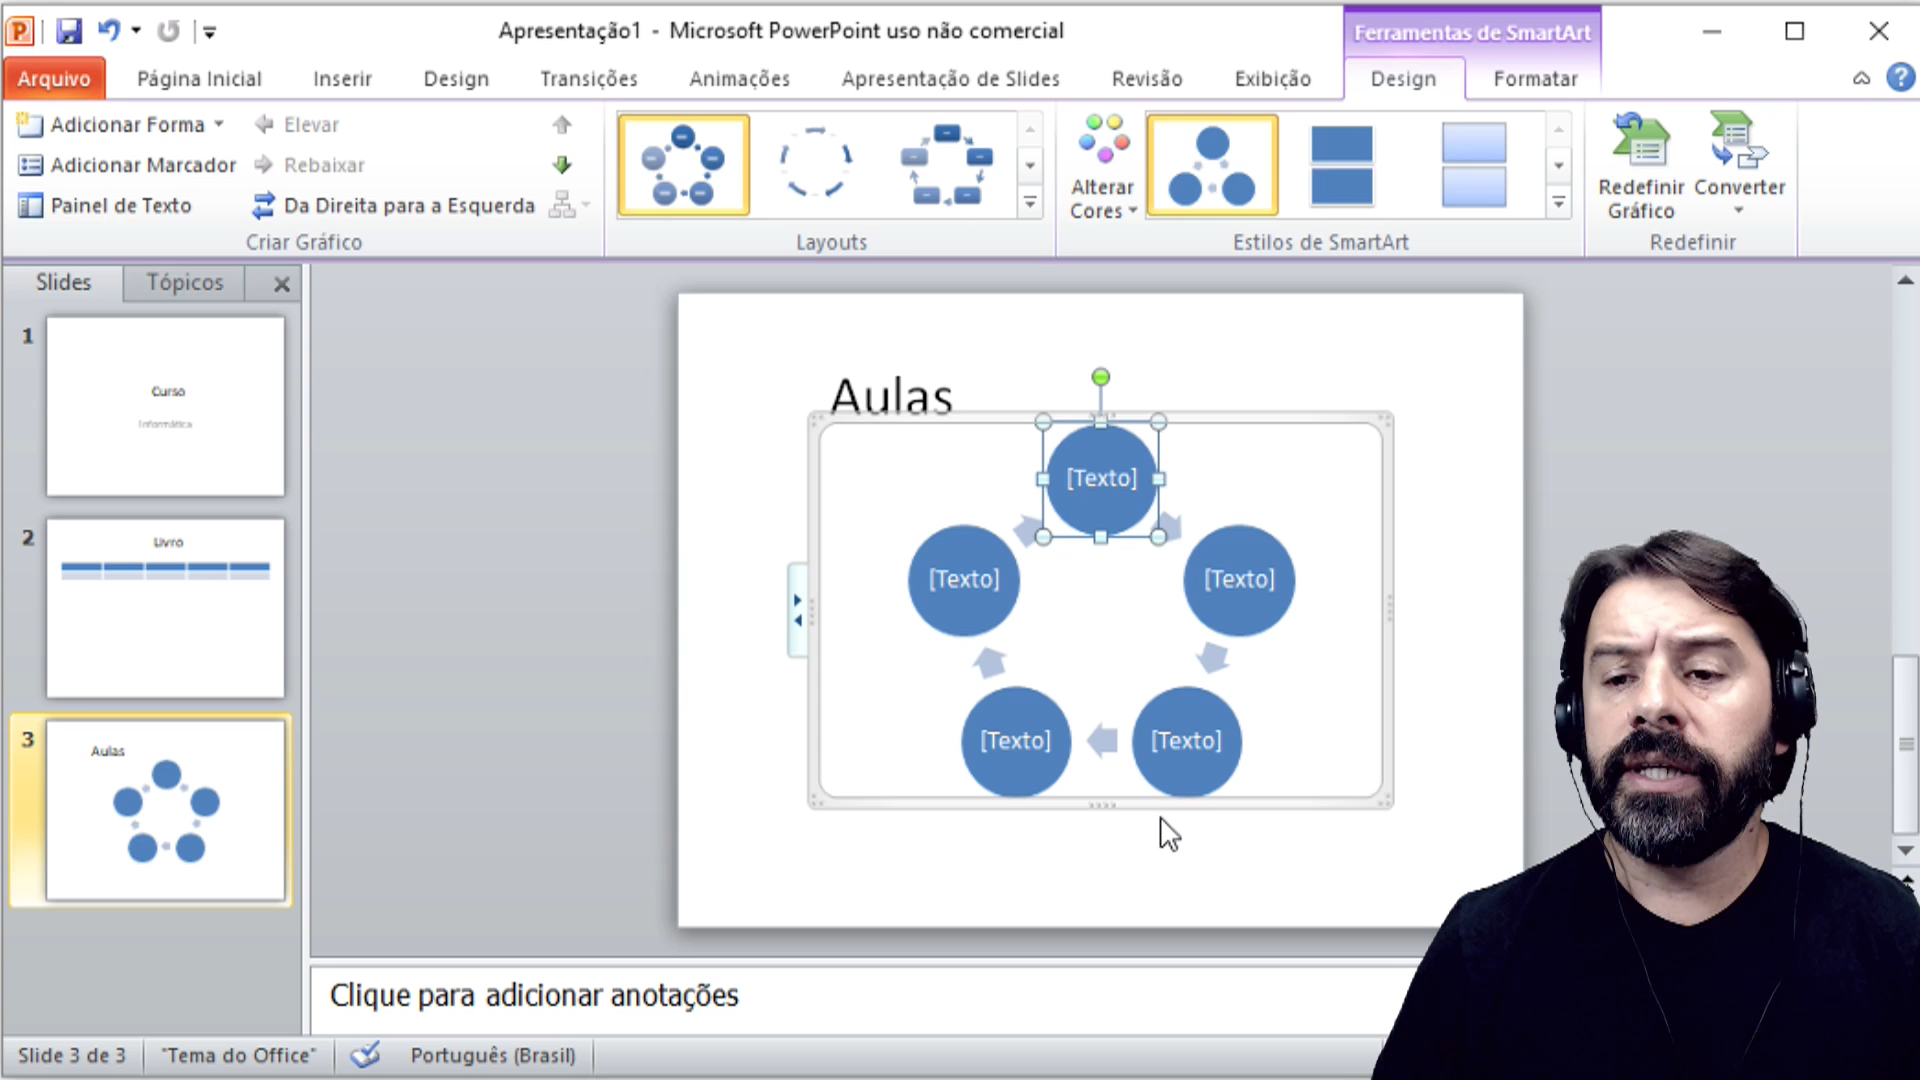 Apresentação1 - Microsoft PowerPoint uso não comercial
Ferramentas de SmartArt
Arquivo
Página Inicial
Inserir
Design
Transições
Animações
Apresentação de Slides
Revisão
Exibição
Design
Formatar
Adicionar Forma
Elevar
Adicionar Marcador
Rebaixar
Painel de Texto
Da Direita para a Esquerda
Criar Gráfico
Layouts
Alterar
Cores
Estilos de SmartArt
Redefinir
Gráfico
Converter
Redefinir
Slides
Tópicos
1
Curso
Informática
2
Livro
3
Aulas
Aulas
[Texto]
[Texto]
[Texto]
[Texto]
[Texto]
Clique para adicionar anotações
Slide 3 de 3
"Tema do Office"
Português (Brasil)